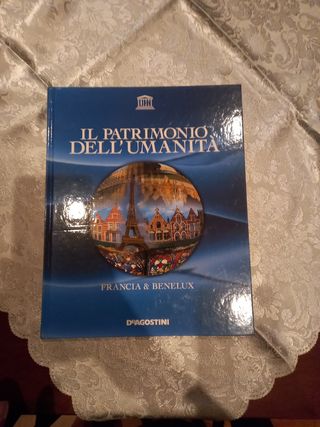 IL PATRIMONIO
DELL'UMANITÀ
FRANCIA & BENELUX
DEAGOSTINI